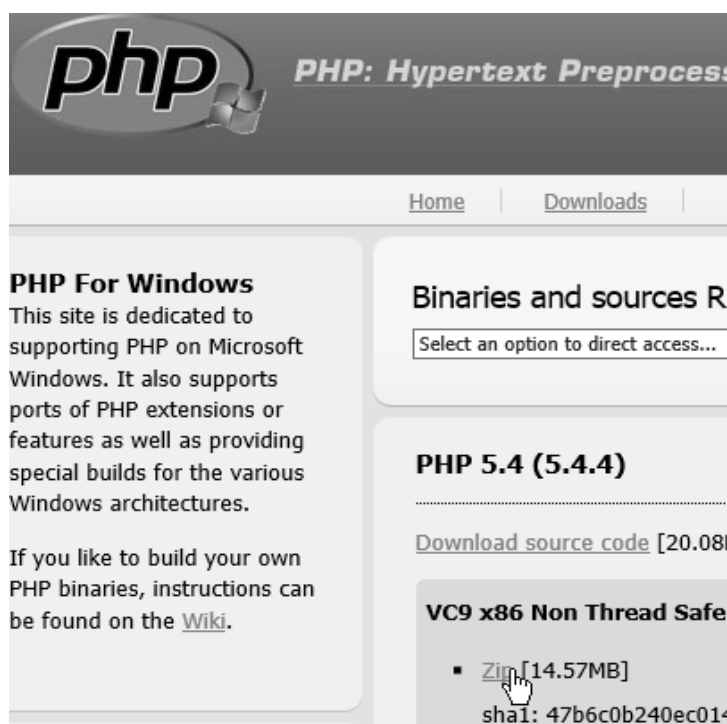 php
PHP: Hypertext Preprocess
Home
Downloads
PHP For Windows
This site is dedicated to
supporting PHP on Microsoft
Windows. It also supports
ports of PHP extensions or
features as well as providing
special builds for the various
Windows architectures.
If you like to build your own
PHP binaries, instructions can
be found on the Wiki.
Binaries and sources R
Select an option to direct access...
PHP 5.4 (5.4.4)
Download source code [20.08
VC9 x86 Non Thread Safe
Zip [14.57MB]
sha1: 47b6c0b240ec014